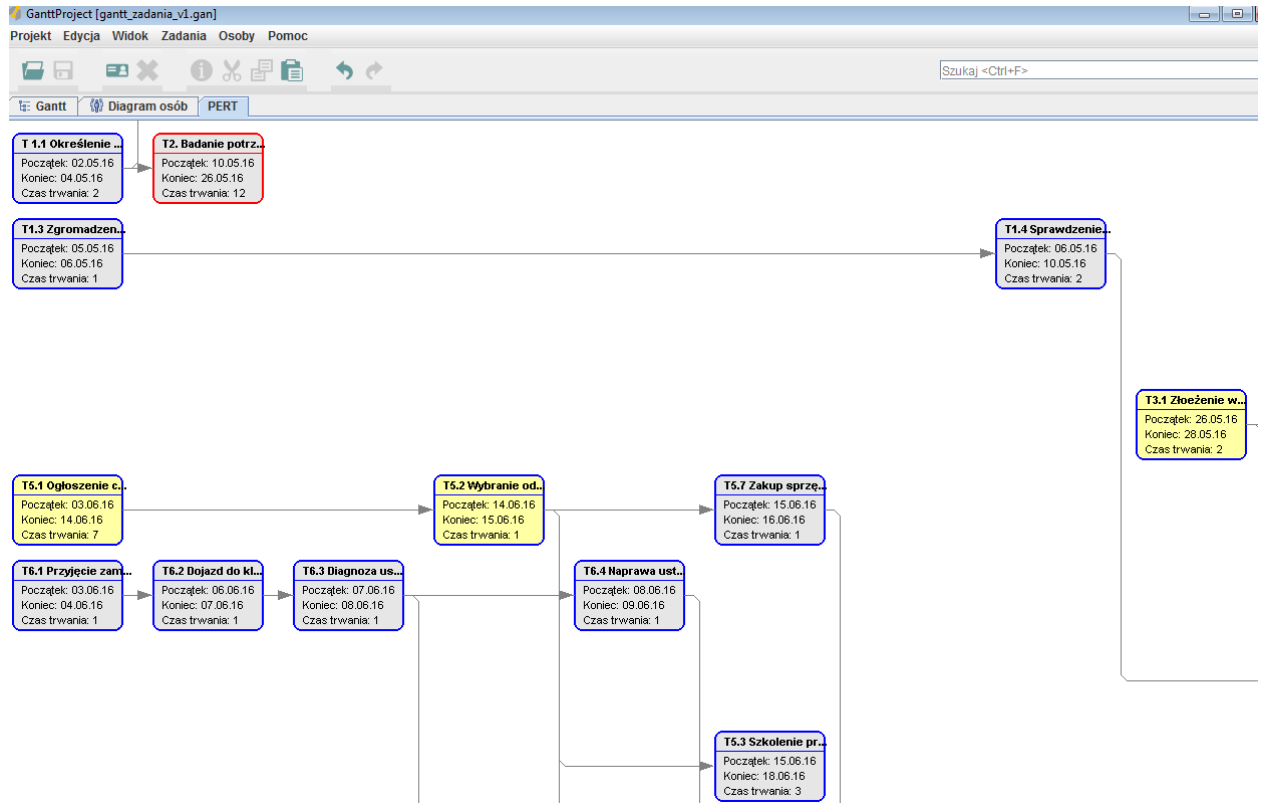 GanttProject [gantt_zadania_v1.gan]
Projekt Edycja Widok Zadania Osoby Pomoc
Szukaj <Ctrl+F>
Gantt Diagram osób PERT
T 1.1 Określenie ...
Początek: 02.05.16
Koniec: 04.05.16
Czas trwania: 2
T2. Badanie potrz...
Początek: 10.05.16
Koniec: 26.05.16
Czas trwania: 12
T1.3 Zgromadzen...
Początek: 05.05.16
Koniec: 06.05.16
Czas trwania: 1
T1.4 Sprawdzenie...
Początek: 06.05.16
Koniec: 10.05.16
Czas trwania: 2
T3.1 Złoeżenie w...
Początek: 26.05.16
Koniec: 28.05.16
Czas trwania: 2
T5.1 Ogłoszenie c...
Początek: 03.06.16
Koniec: 14.06.16
Czas trwania: 7
T5.2 Wybranie od...
Początek: 14.06.16
Koniec: 15.06.16
Czas trwania: 1
T5.7 Zakup sprzę...
Początek: 15.06.16
Koniec: 16.06.16
Czas trwania: 1
T6.1 Przyjęcie zam...
Początek: 03.06.16
Koniec: 04.06.16
Czas trwania: 1
T6.2 Dojazd do kl...
Początek: 06.06.16
Koniec: 07.06.16
Czas trwania: 1
T6.3 Diagnoza us...
Początek: 07.06.16
Koniec: 08.06.16
Czas trwania: 1
T6.4 Naprawa ust...
Początek: 08.06.16
Koniec: 09.06.16
Czas trwania: 1
T5.3 Szkolenie pr...
Początek: 15.06.16
Koniec: 18.06.16
Czas trwania: 3